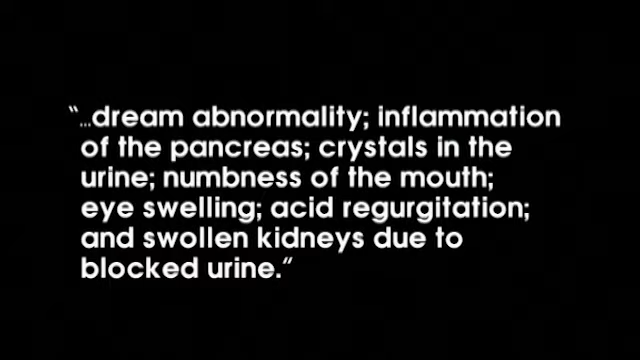 “...dream abnormality; inflammation
of the pancreas; crystals in the
urine; numbness of the mouth;
eye swelling; acid regurgitation;
and swollen kidneys due to
blocked urine.”